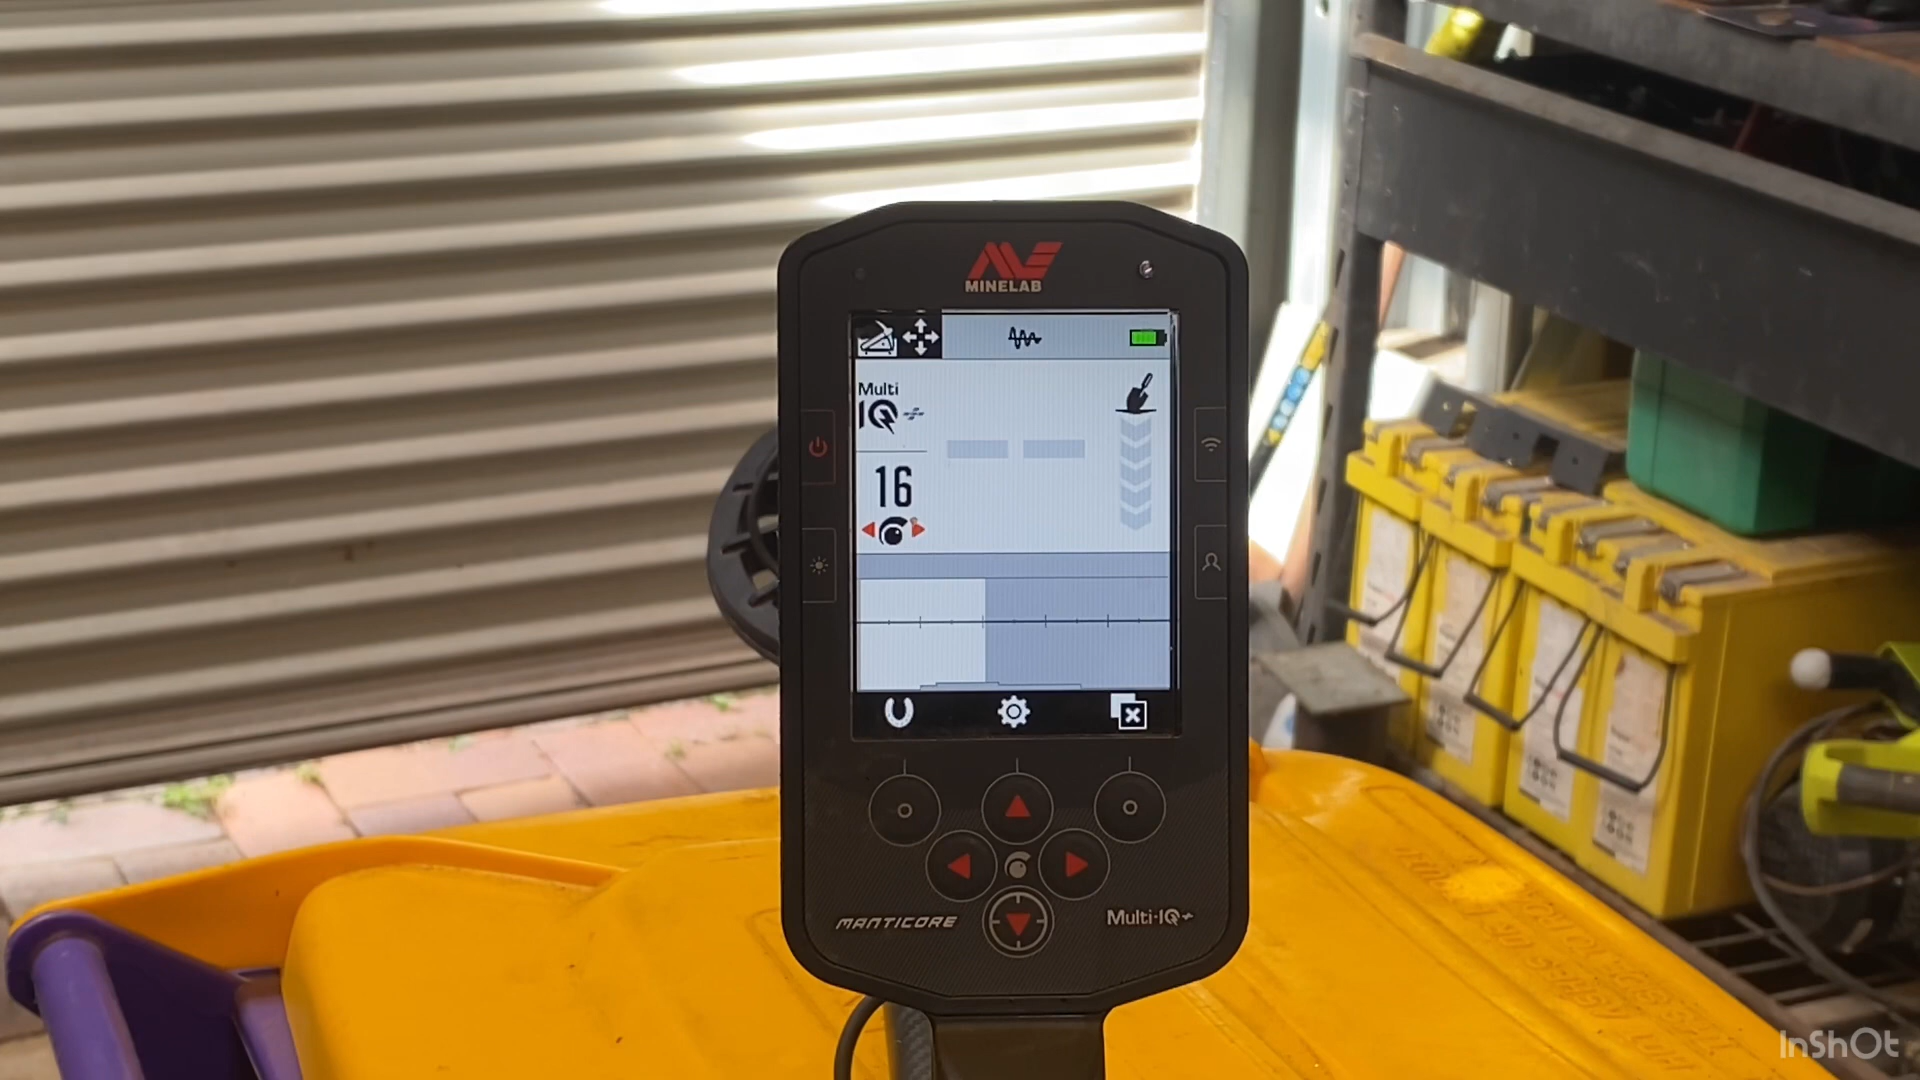 MINELAB
Multi
IQ
16
MANTICORE
Multi-IQ+
InShOt